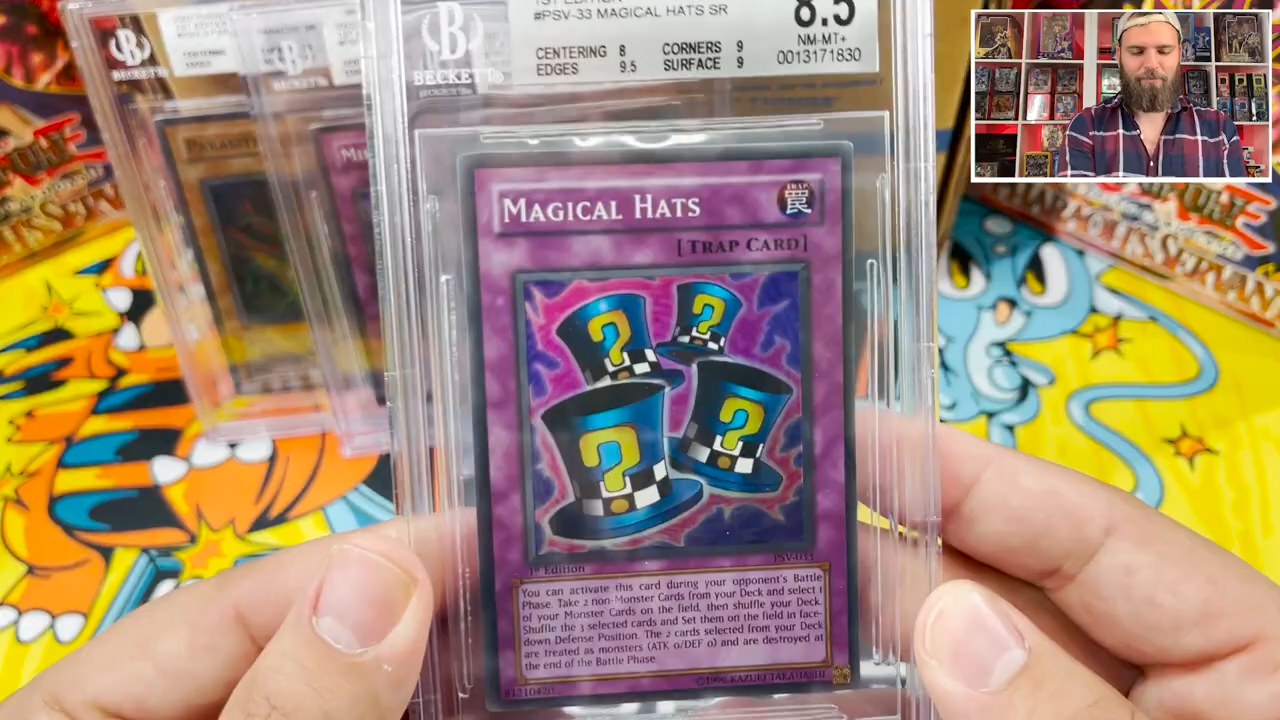 1ST EDITION
#PSV-33 MAGICAL HATS SR
8.5
NM-MT+
CENTERING 8 CORNERS 9
EDGES 9.5 SURFACE 9
0013171830
BECKETT
BECKETT
MAGICAL HATS
TRAP
罠
[TRAP CARD]
?
?
?
?
1st Edition
You can activate this card during your opponent's Battle
Phase. Take 2 non-Monster Cards from your Deck and select 1
of your Monster Cards on the field, then shuffle your Deck.
Shuffle the 3 selected cards and Set them on the field in face-
down Defense Position. The 2 cards selected from your Deck
are treated as monsters (ATK 0/DEF 0) and are destroyed at
the end of the Battle Phase.
81210420
©1996 KAZUKI TAKAHASHI